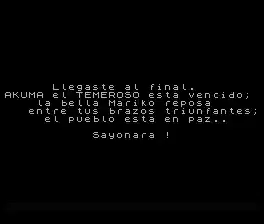 Llegaste al final.
AKUMA el TEMEROSO esta vencido;
la bella Mariko reposa
entre tus brazos triunfantes;
el pueblo esta en paz..
Sayonara !